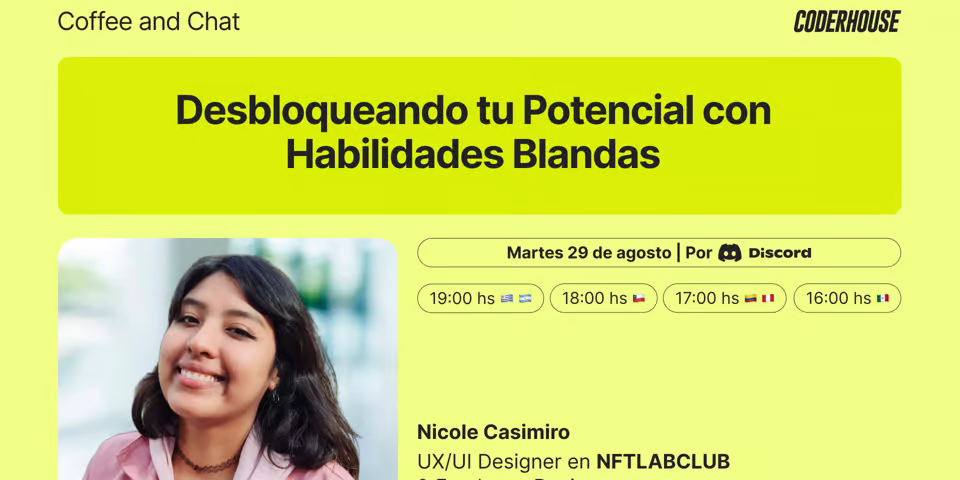 Coffee and Chat
CODERHOUSE
Desbloqueando tu Potencial con
Habilidades Blandas
Martes 29 de agosto | Por Discord
19:00 hs
18:00 hs
17:00 hs
16:00 hs
Nicole Casimiro
UX/UI Designer en NFTLABCLUB